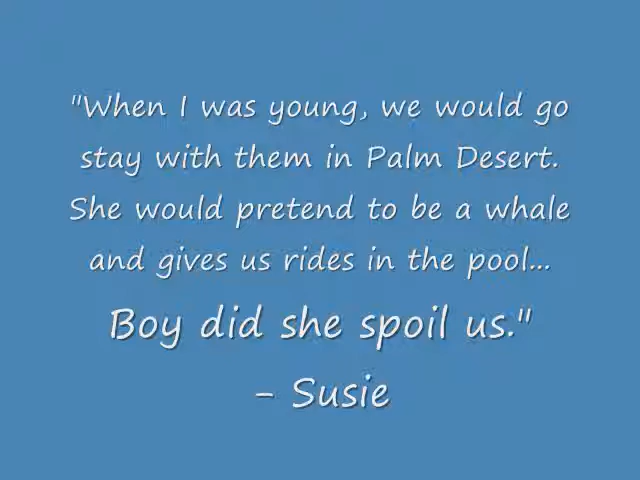 "When I was young, we would go
stay with them in Palm Desert.
She would pretend to be a whale
and gives us rides in the pool...
Boy did she spoil us."
- Susie